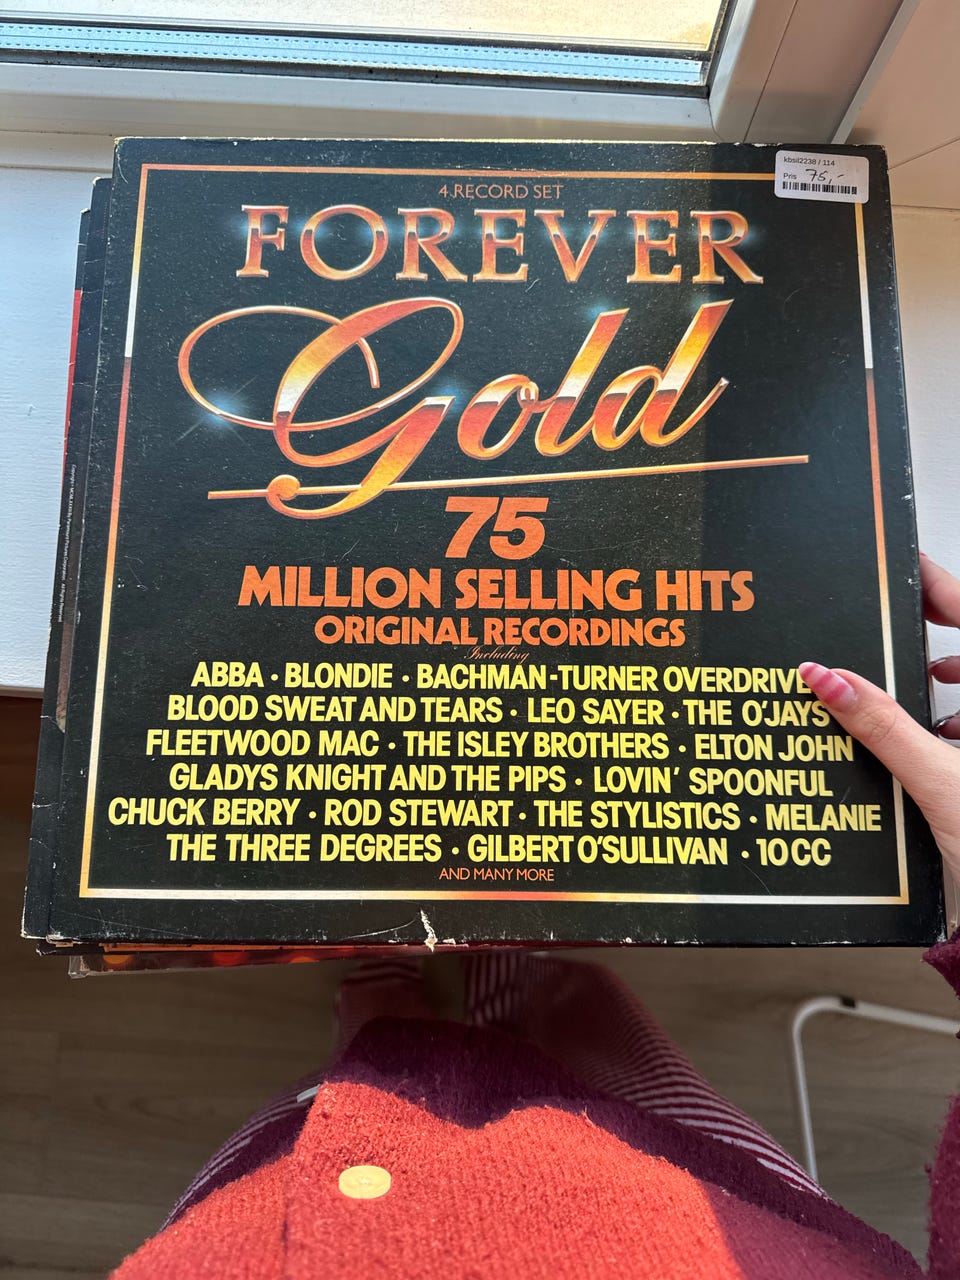 kbsil2238 / 114
Pris 75,-
4 RECORD SET
FOREVER
Gold
75
MILLION SELLING HITS
ORIGINAL RECORDINGS
Including
ABBA · BLONDIE · BACHMAN-TURNER OVERDRIVE
BLOOD SWEAT AND TEARS · LEO SAYER · THE O'JAYS
FLEETWOOD MAC · THE ISLEY BROTHERS · ELTON JOHN
GLADYS KNIGHT AND THE PIPS · LOVIN' SPOONFUL
CHUCK BERRY · ROD STEWART · THE STYLISTICS · MELANIE
THE THREE DEGREES · GILBERT O'SULLIVAN · 10CC
AND MANY MORE